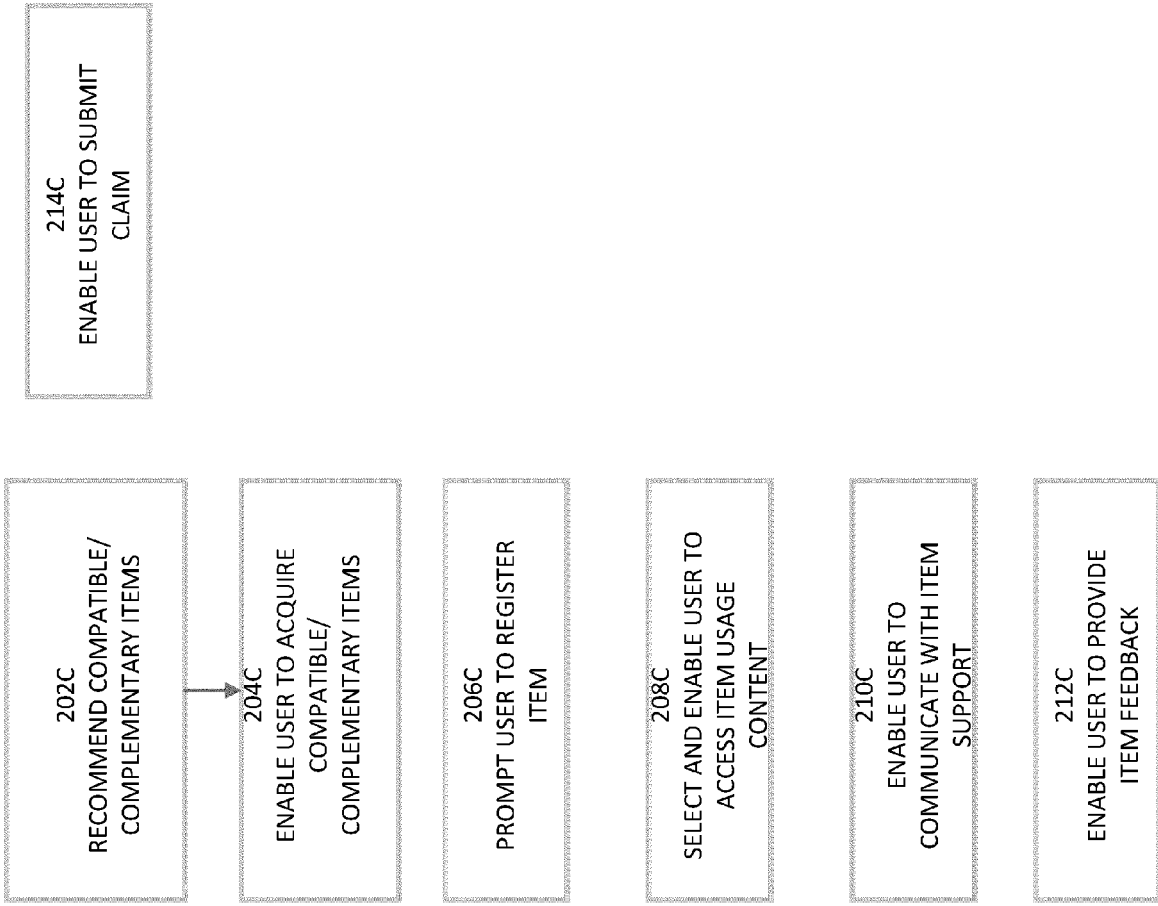 202C
RECOMMEND COMPATIBLE/
COMPLEMENTARY ITEMS
204C
ENABLE USER TO ACQUIRE
COMPATIBLE/
COMPLEMENTARY ITEMS
206C
PROMPT USER TO REGISTER
ITEM
208C
SELECT AND ENABLE USER TO
ACCESS ITEM USAGE
CONTENT
210C
ENABLE USER TO
COMMUNICATE WITH ITEM
SUPPORT
212C
ENABLE USER TO PROVIDE
ITEM FEEDBACK
214C
ENABLE USER TO SUBMIT
CLAIM